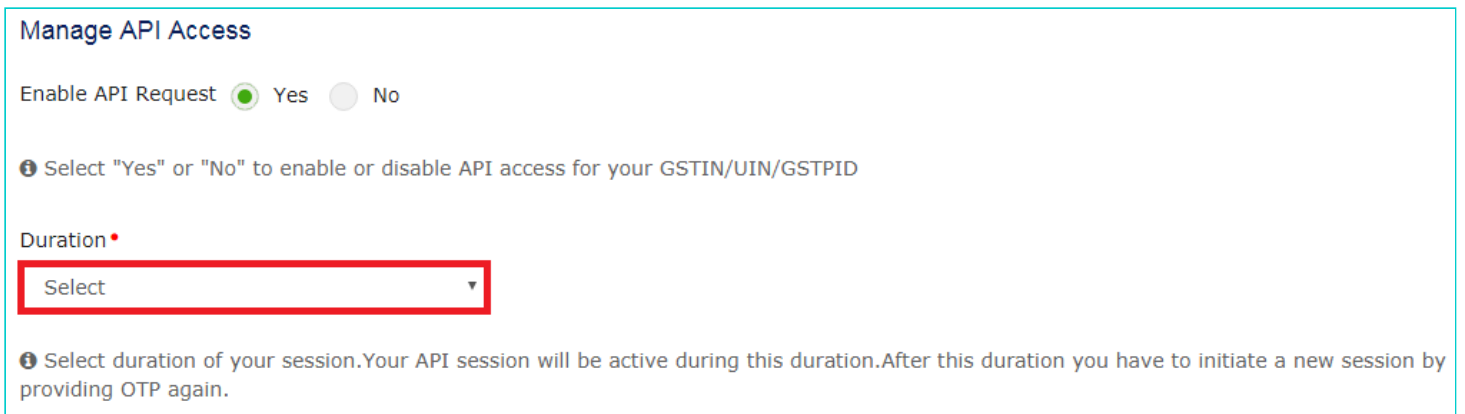 Manage API Access
Enable API Request Yes No
Select "Yes" or "No" to enable or disable API access for your GSTIN/UIN/GSTPID
Duration
Select
Select duration of your session.Your API session will be active during this duration.After this duration you have to initiate a new session by
providing OTP again.